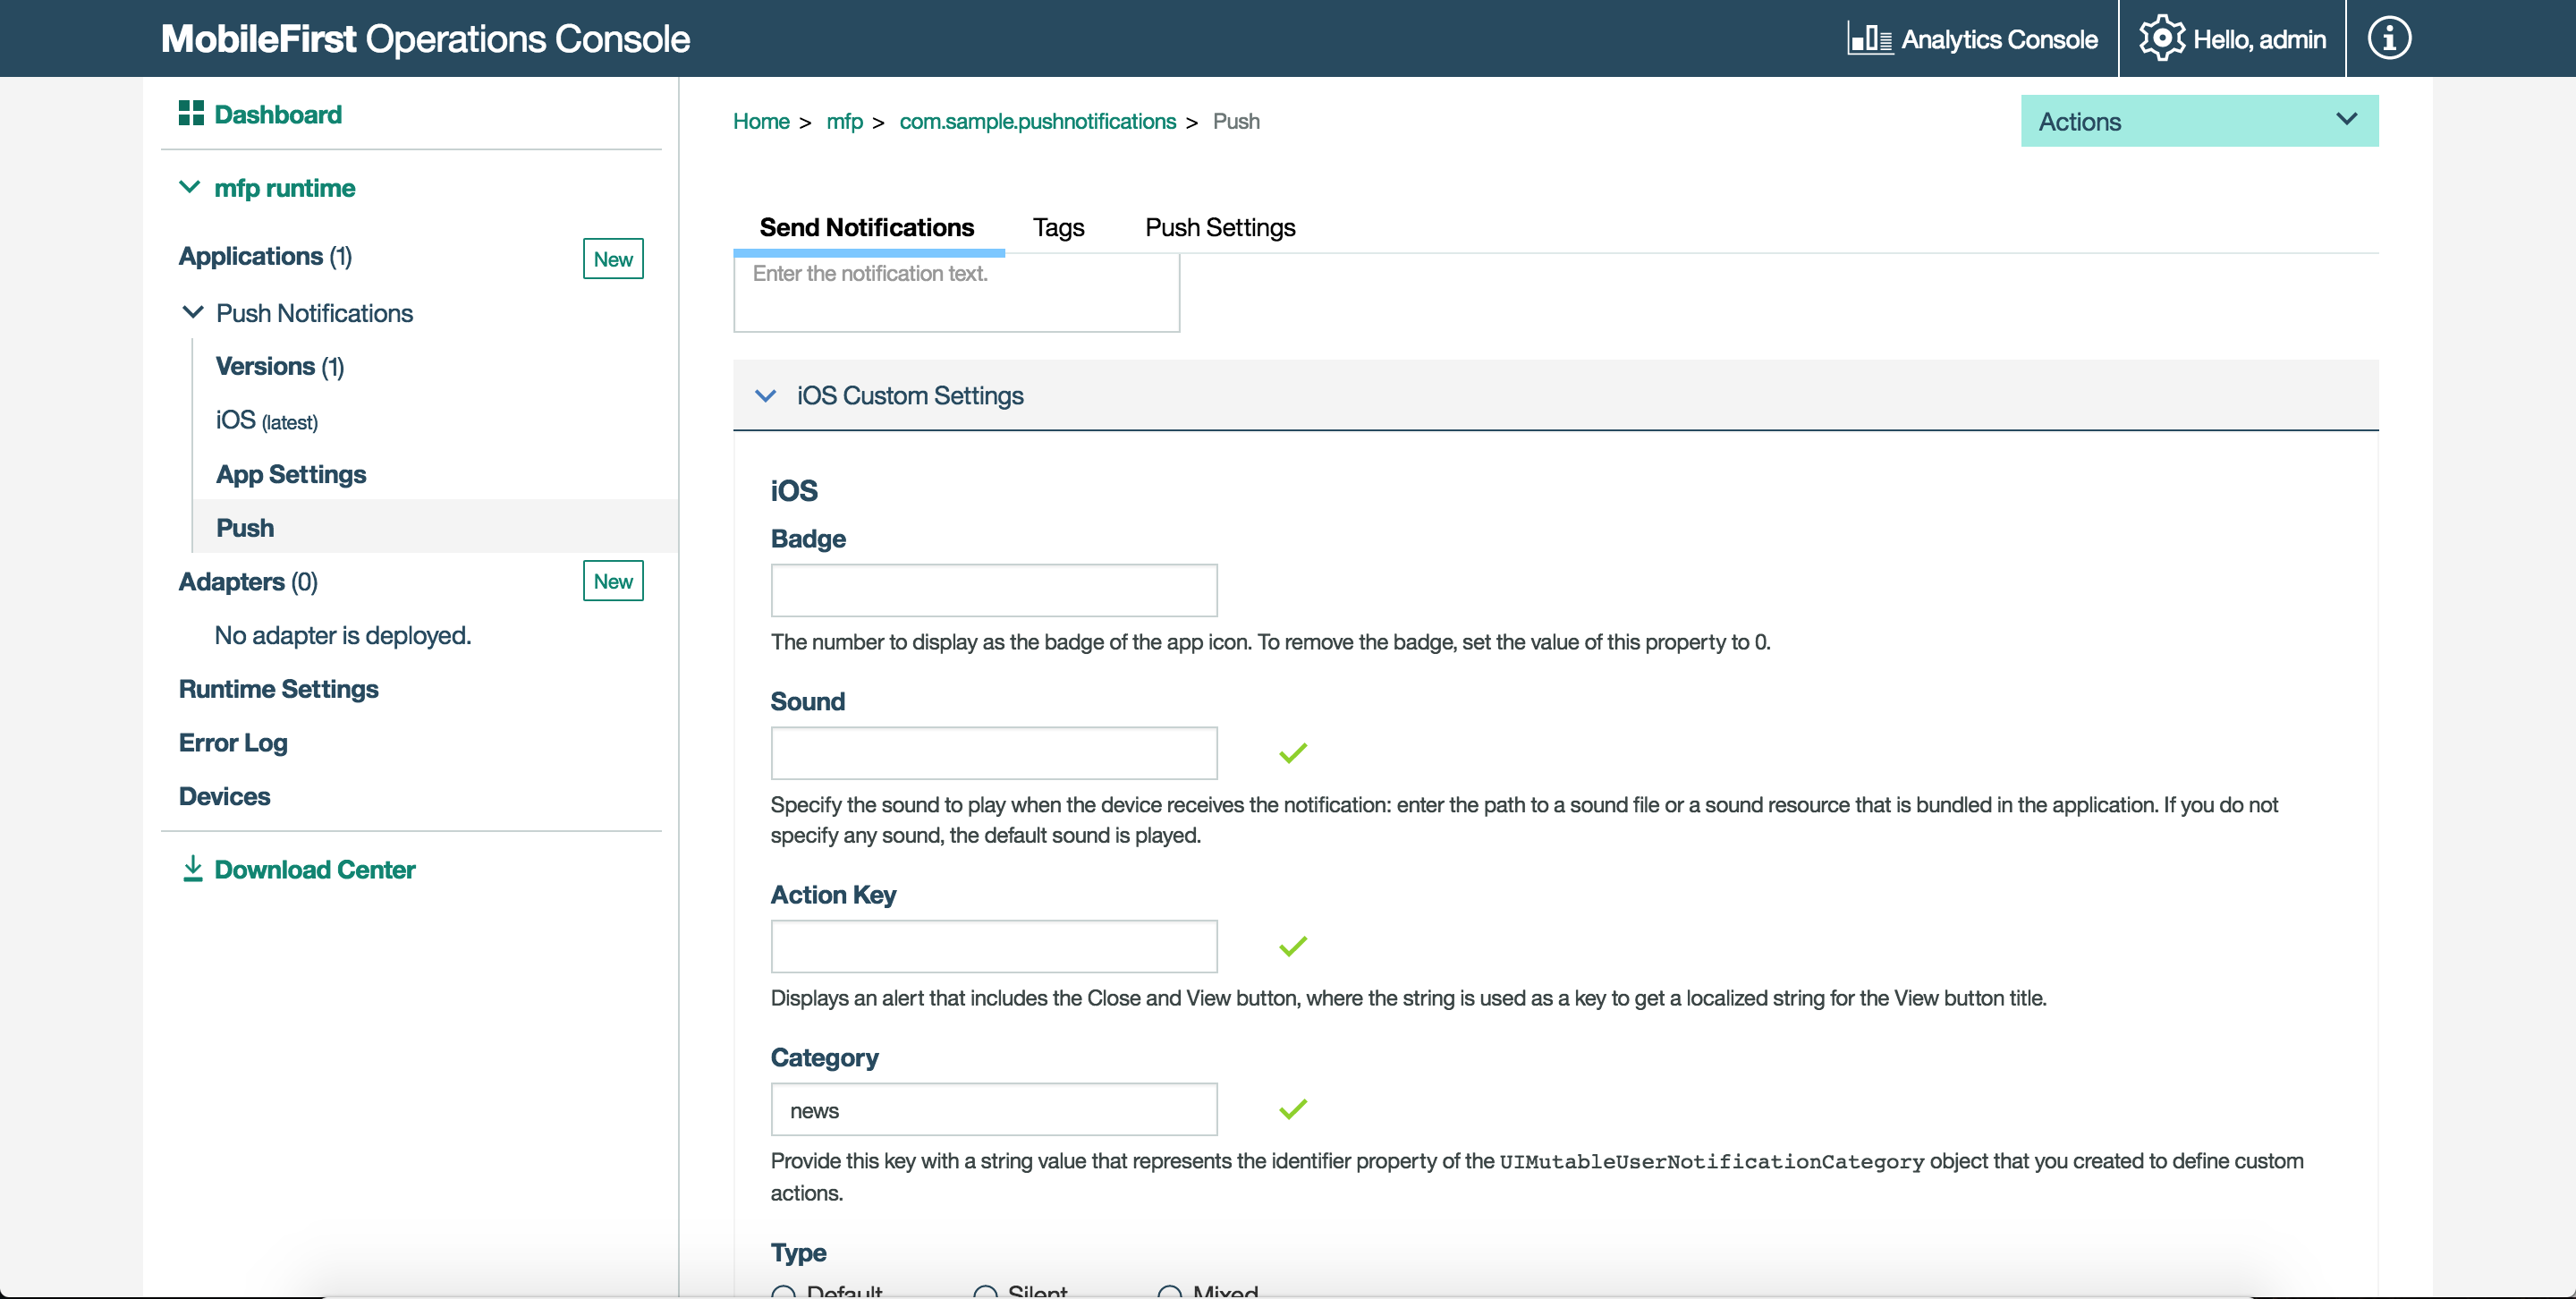 MobileFirst Operations Console
Analytics Console
Hello, admin
Dashboard
mfp runtime
Applications (1)
New
Push Notifications
Versions (1)
iOS (latest)
App Settings
Push
Adapters (0)
New
No adapter is deployed.
Runtime Settings
Error Log
Devices
Download Center
Home > mfp > com.sample.pushnotifications > Push
Actions
Send Notifications
Tags
Push Settings
Enter the notification text.
iOS Custom Settings
iOS
Badge
The number to display as the badge of the app icon. To remove the badge, set the value of this property to 0.
Sound
Specify the sound to play when the device receives the notification: enter the path to a sound file or a sound resource that is bundled in the application. If you do not
specify any sound, the default sound is played.
Action Key
Displays an alert that includes the Close and View button, where the string is used as a key to get a localized string for the View button title.
Category
news
Provide this key with a string value that represents the identifier property of the UIMutableUserNotificationCategory object that you created to define custom
actions.
Type
Default
Silent
Mixed